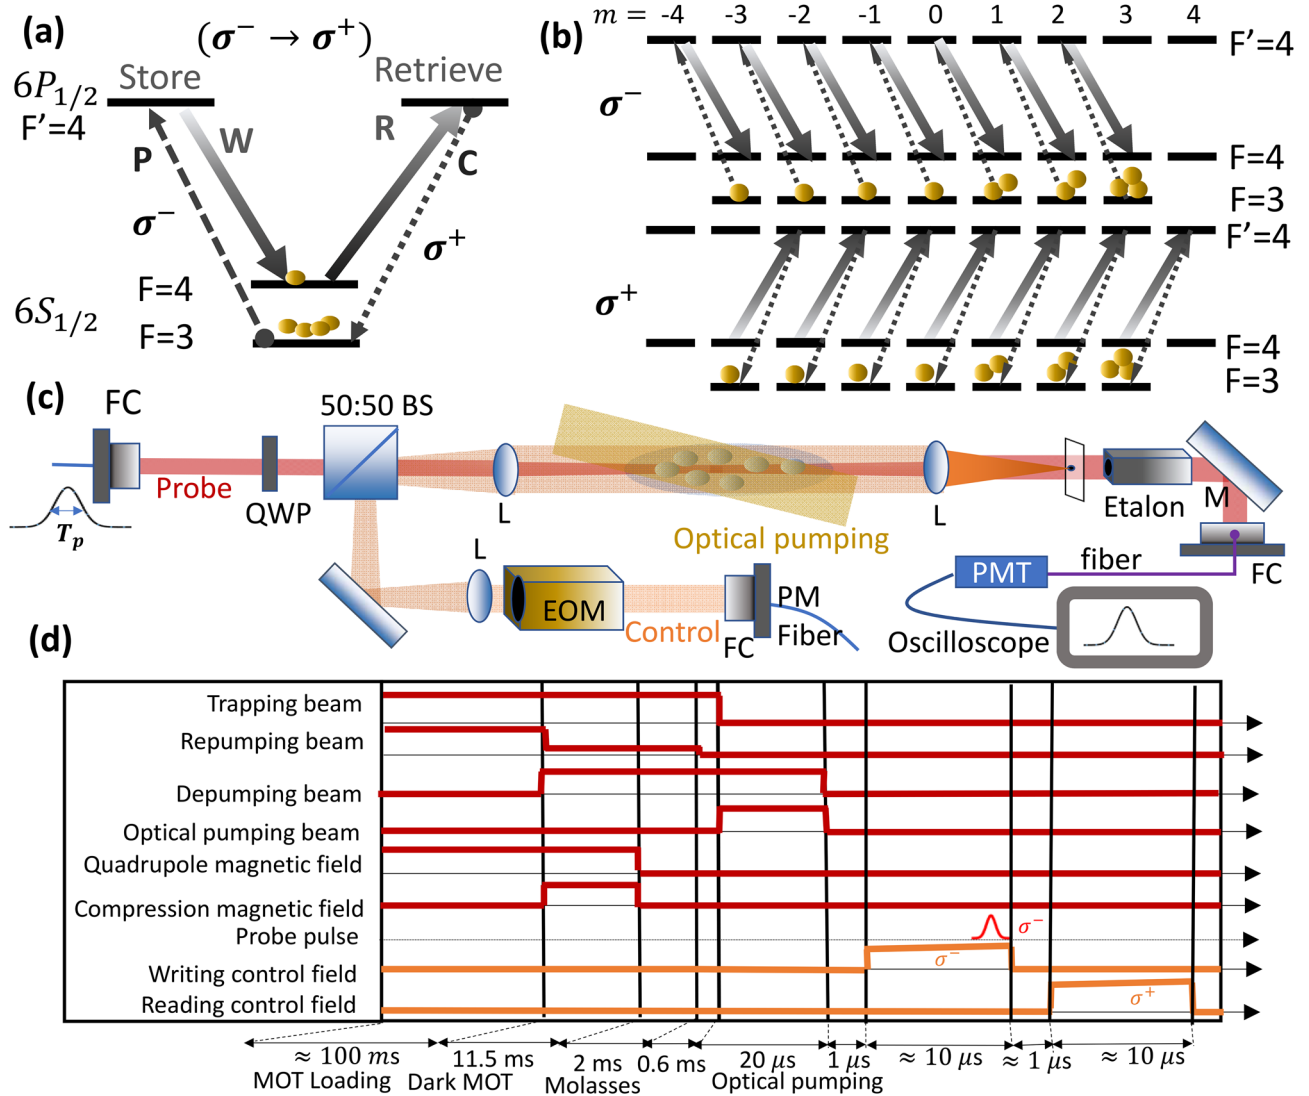 (a)
(σ⁻ → σ⁺)
Store
Retrieve
6P₁/₂
F'=4
P
W
R
C
σ⁻
σ⁺
F=4
6S₁/₂
F=3
(b)
m = -4 -3 -2 -1 0 1 2 3 4
F'=4
σ⁻
F=4
F=3
F'=4
σ⁺
F=4
F=3
(c)
FC
50:50 BS
Probe
QWP
L
L
Etalon
M
T_p
Optical pumping
L
EOM
Control
FC
PM
Fiber
PMT
fiber
FC
Oscilloscope
(d)
Trapping beam
Repumping beam
Depumping beam
Optical pumping beam
Quadrupole magnetic field
Compression magnetic field
Probe pulse
σ⁻
Writing control field
σ⁻
Reading control field
σ⁺
≈ 100 ms
11.5 ms
2 ms
0.6 ms
20 μs
1 μs
≈ 10 μs
≈ 1 μs
≈ 10 μs
MOT Loading
Dark MOT
Molasses
Optical pumping